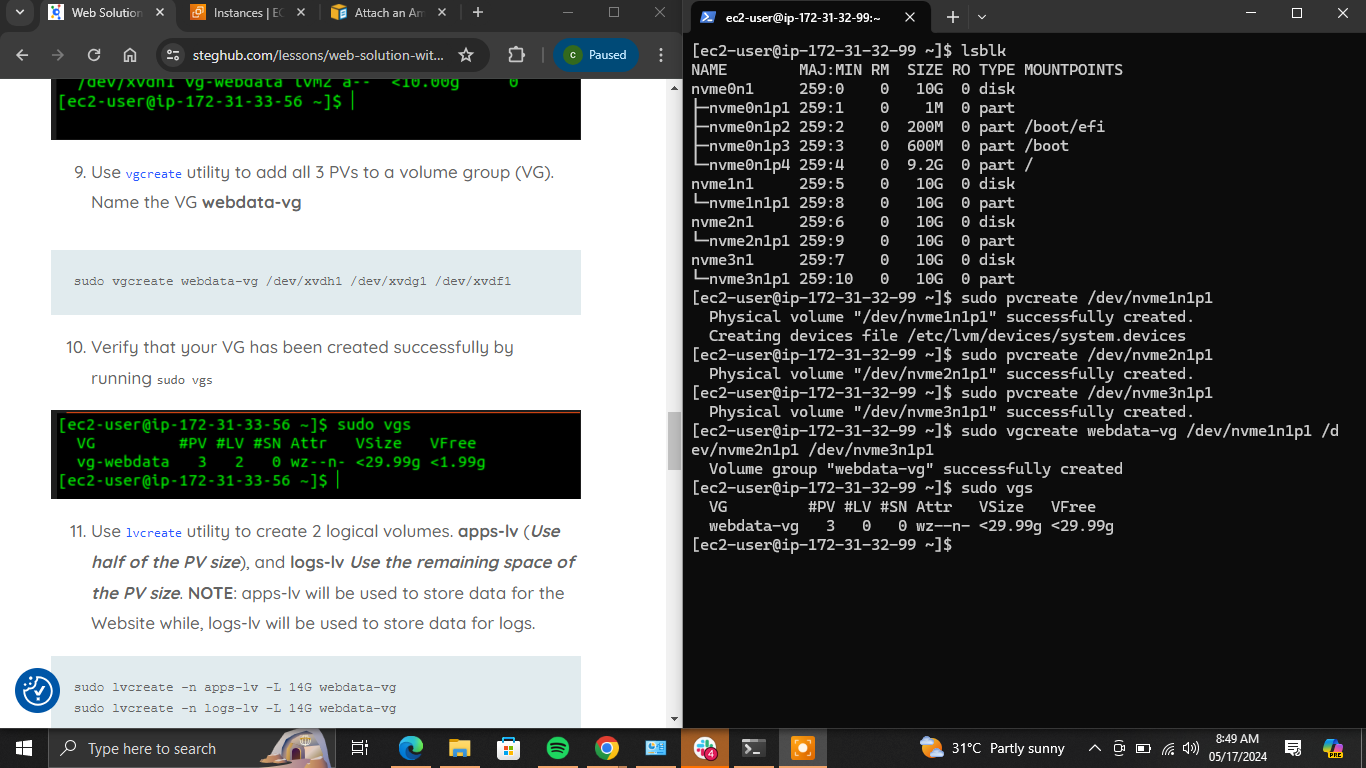 Web Solution
Instances | EC
Attach an Am
steghub.com/lessons/web-solution-wit...
c Paused
/dev/xvdh1 vg-webdata lvm2 a-- <10.00g 0
[ec2-user@ip-172-31-33-56 ~]$
9. Use vgcreate utility to add all 3 PVs to a volume group (VG).
Name the VG webdata-vg
sudo vgcreate webdata-vg /dev/xvdh1 /dev/xvdg1 /dev/xvdf1
10. Verify that your VG has been created successfully by
running sudo vgs
[ec2-user@ip-172-31-33-56 ~]$ sudo vgs
VG #PV #LV #SN Attr VSize VFree
vg-webdata 3 2 0 wz--n- <29.99g <1.99g
[ec2-user@ip-172-31-33-56 ~]$
11. Use lvcreate utility to create 2 logical volumes. apps-lv (Use
half of the PV size), and logs-lv Use the remaining space of
the PV size. NOTE: apps-lv will be used to store data for the
Website while, logs-lv will be used to store data for logs.
sudo lvcreate -n apps-lv -L 14G webdata-vg
sudo lvcreate -n logs-lv -L 14G webdata-vg
ec2-user@ip-172-31-32-99:~
[ec2-user@ip-172-31-32-99 ~]$ lsblk
NAME MAJ:MIN RM SIZE RO TYPE MOUNTPOINTS
nvme0n1 259:0 0 10G 0 disk
├─nvme0n1p1 259:1 0 1M 0 part
├─nvme0n1p2 259:2 0 200M 0 part /boot/efi
├─nvme0n1p3 259:3 0 600M 0 part /boot
└─nvme0n1p4 259:4 0 9.2G 0 part /
nvme1n1 259:5 0 10G 0 disk
└─nvme1n1p1 259:8 0 10G 0 part
nvme2n1 259:6 0 10G 0 disk
└─nvme2n1p1 259:9 0 10G 0 part
nvme3n1 259:7 0 10G 0 disk
└─nvme3n1p1 259:10 0 10G 0 part
[ec2-user@ip-172-31-32-99 ~]$ sudo pvcreate /dev/nvme1n1p1
Physical volume "/dev/nvme1n1p1" successfully created.
Creating devices file /etc/lvm/devices/system.devices
[ec2-user@ip-172-31-32-99 ~]$ sudo pvcreate /dev/nvme2n1p1
Physical volume "/dev/nvme2n1p1" successfully created.
[ec2-user@ip-172-31-32-99 ~]$ sudo pvcreate /dev/nvme3n1p1
Physical volume "/dev/nvme3n1p1" successfully created.
[ec2-user@ip-172-31-32-99 ~]$ sudo vgcreate webdata-vg /dev/nvme1n1p1 /d
ev/nvme2n1p1 /dev/nvme3n1p1
Volume group "webdata-vg" successfully created
[ec2-user@ip-172-31-32-99 ~]$ sudo vgs
VG #PV #LV #SN Attr VSize VFree
webdata-vg 3 0 0 wz--n- <29.99g <29.99g
[ec2-user@ip-172-31-32-99 ~]$
Type here to search
4
31°C Partly sunny
8:49 AM
05/17/2024
PRE